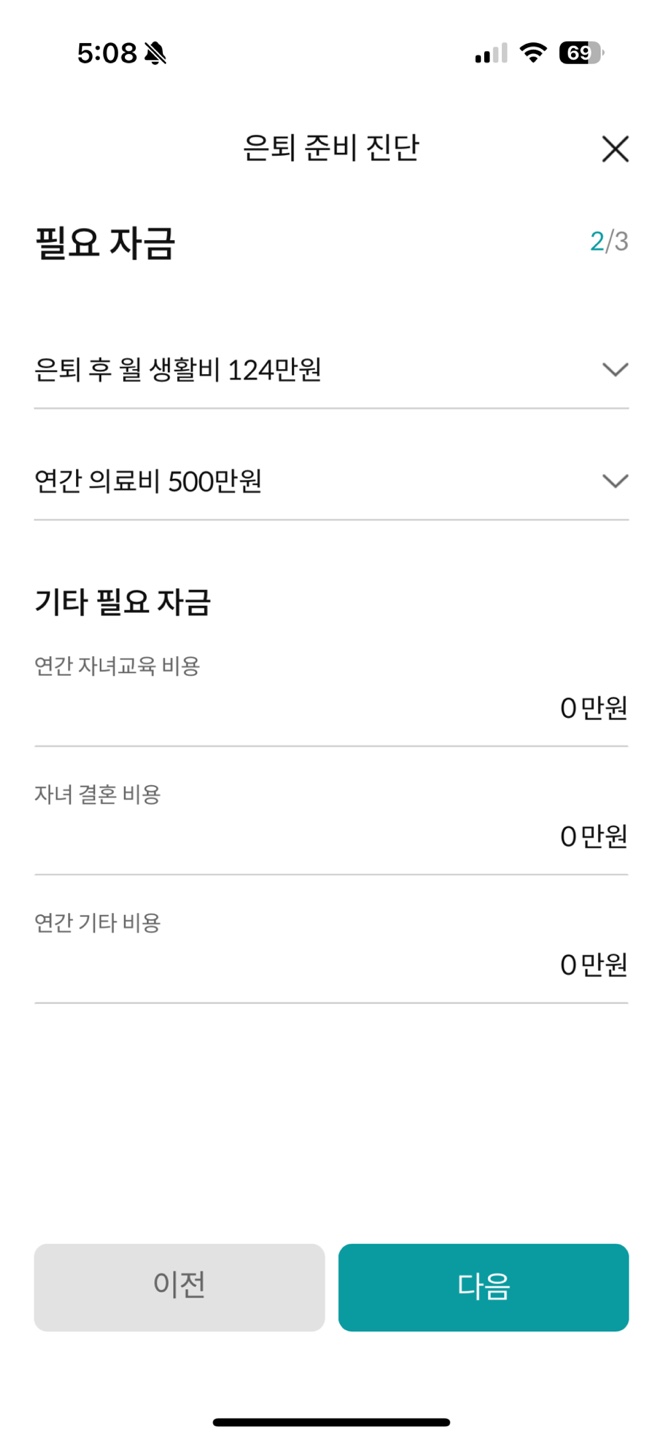 5:08
69
은퇴 준비 진단
필요 자금
2/3
은퇴 후 월 생활비 124만원
연간 의료비 500만원
기타 필요 자금
연간 자녀교육 비용
0만원
자녀 결혼 비용
0만원
연간 기타 비용
0만원
이전
다음